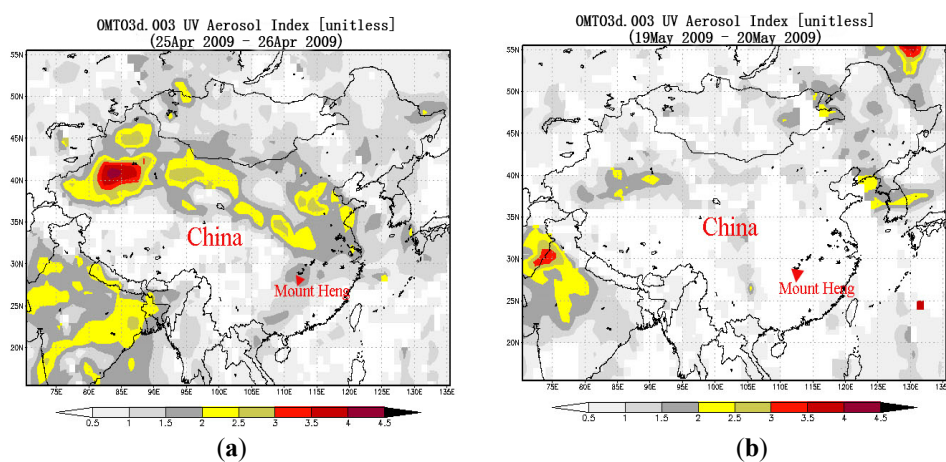 OMTO3d.003 UV Aerosol Index [unitless]
(25Apr 2009 - 26Apr 2009)
55N
50N
45N
40N
35N
30N
25N
20N
China
Mount Heng
75E 80E 85E 90E 95E 100E 105E 110E 115E 120E 125E 130E 135E
0.5 1 1.5 2 2.5 3 3.5 4 4.5
(a)
OMTO3d.003 UV Aerosol Index [unitless]
(19May 2009 - 20May 2009)
55N
50N
45N
40N
35N
30N
25N
20N
China
Mount Heng
75E 80E 85E 90E 95E 100E 105E 110E 115E 120E 125E 130E 135E
0.5 1 1.5 2 2.5 3 3.5 4 4.5
(b)